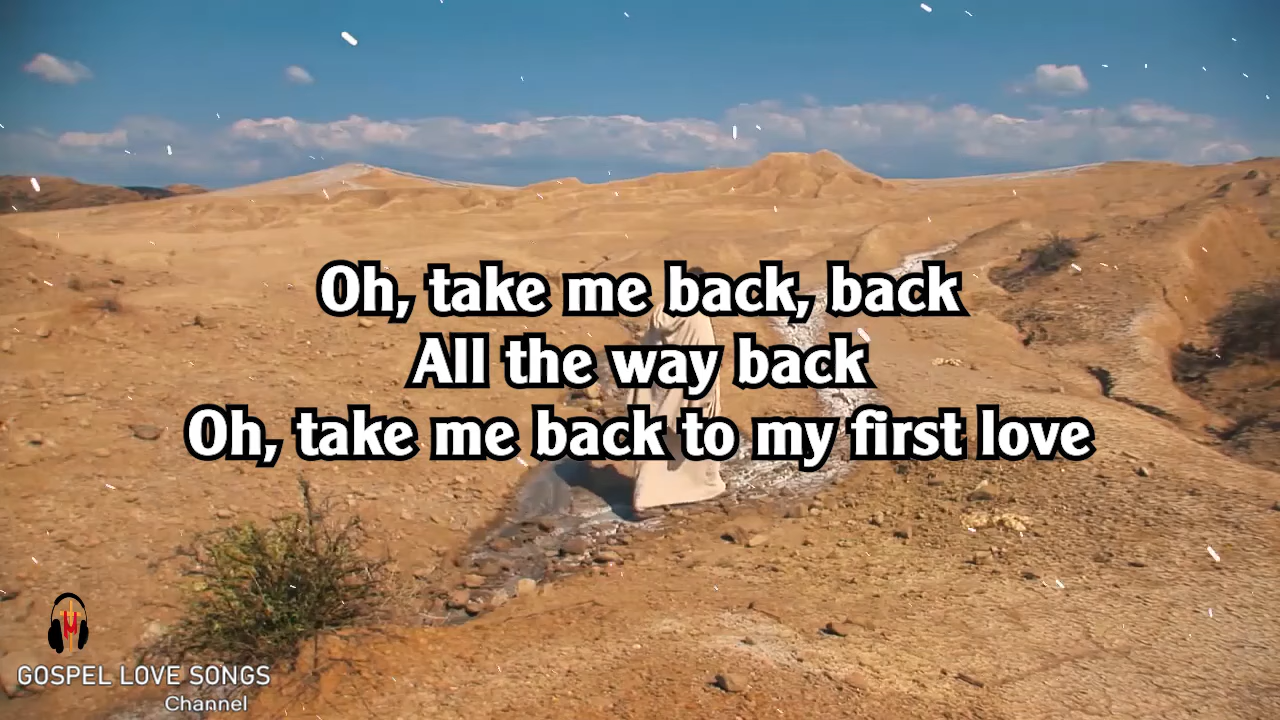 Oh, take me back, back
All the way back
Oh, take me back to my first love
GOSPEL LOVE SONGS
Channel